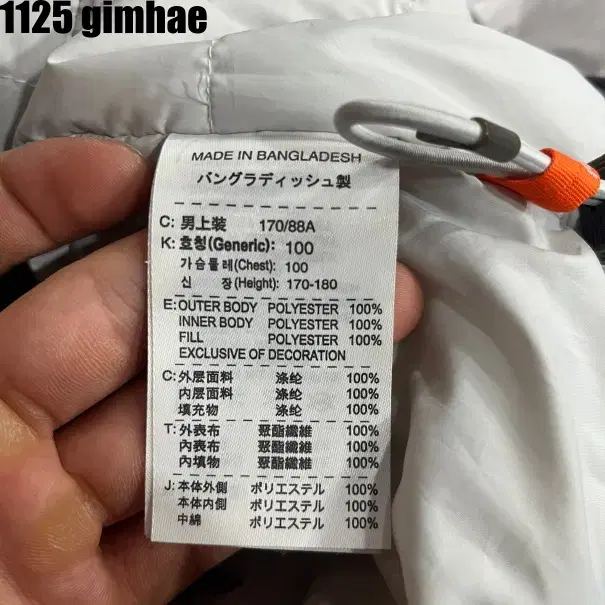 1125 gimhae
MADE IN BANGLADESH
バングラディッシュ製
C: 男上装 170/88A
K: 호칭(Generic): 100
가슴둘레(Chest): 100
신 장(Height): 170-180
E: OUTER BODY POLYESTER 100%
INNER BODY POLYESTER 100%
FILL POLYESTER 100%
EXCLUSIVE OF DECORATION
C: 外层面料 涤纶 100%
内层面料 涤纶 100%
填充物 涤纶 100%
T: 外表布 聚酯纖維 100%
內表布 聚酯纖維 100%
內填物 聚酯纖維 100%
J: 本体外側 ポリエステル 100%
本体内側 ポリエステル 100%
中綿 ポリエステル 100%